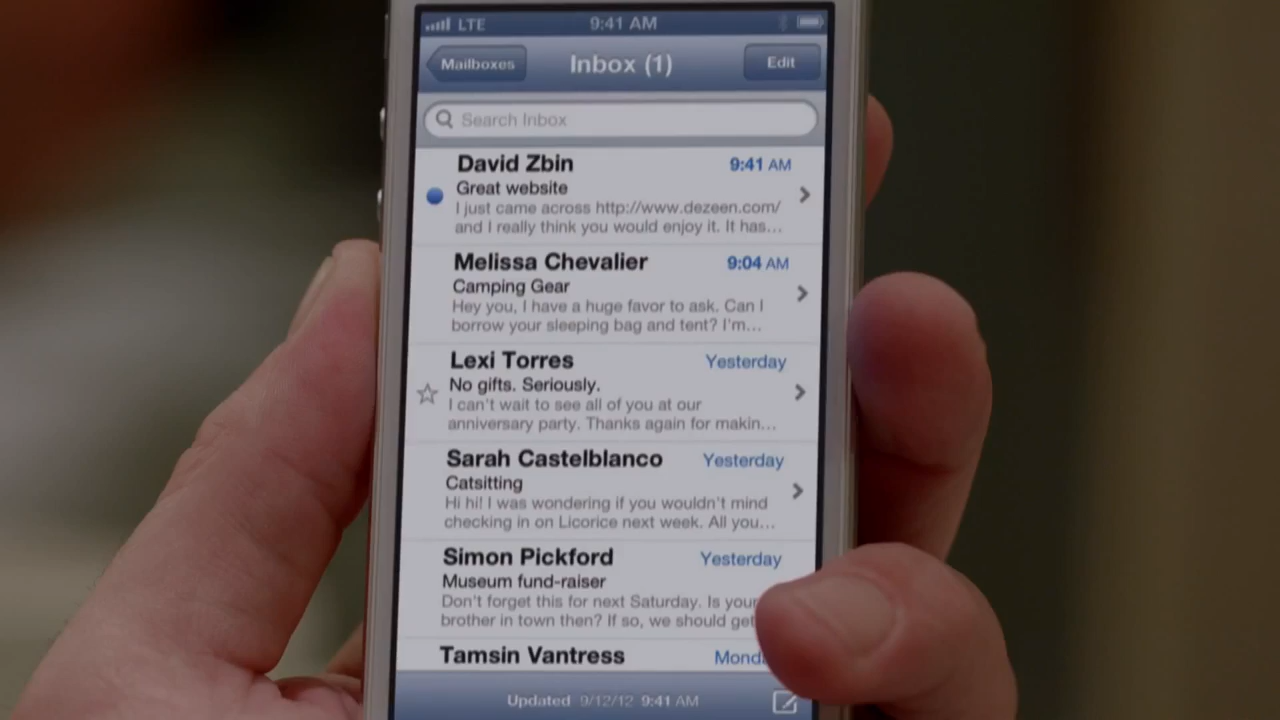 LTE 9:41 AM
Mailboxes Inbox (1) Edit
Search Inbox
David Zbin 9:41 AM
Great website
I just came across http://www.dezeen.com/
and I really think you would enjoy it. It has...
Melissa Chevalier 9:04 AM
Camping Gear
Hey you, I have a huge favor to ask. Can I
borrow your sleeping bag and tent? I'm...
Lexi Torres Yesterday
No gifts. Seriously.
I can't wait to see all of you at our
anniversary party. Thanks again for makin...
Sarah Castelblanco Yesterday
Catsitting
Hi hi! I was wondering if you wouldn't mind
checking in on Licorice next week. All you...
Simon Pickford Yesterday
Museum fund-raiser
Don't forget this for next Saturday. Is your
brother in town then? If so, we should get
Tamsin Vantress
Updated 9/12/12 9:41 AM